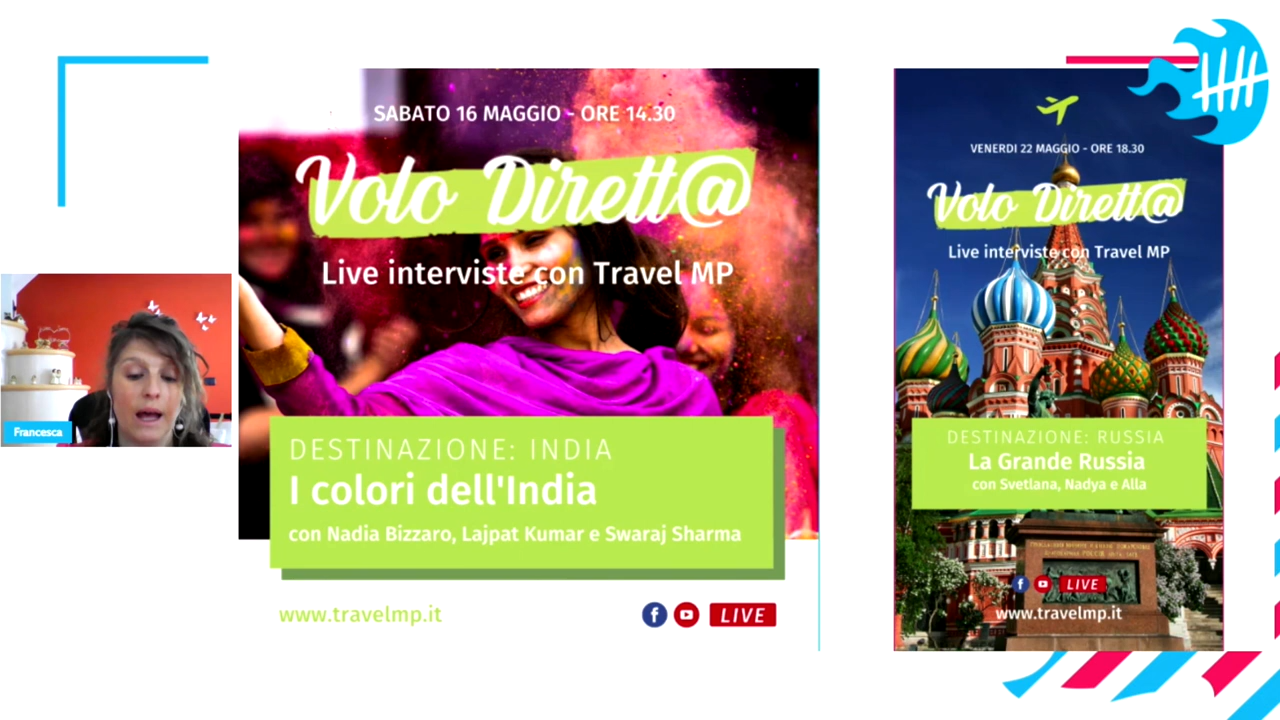 SABATO 16 MAGGIO - ORE 14.30
Volo Dirett@
Live interviste con Travel MP
DESTINAZIONE: INDIA
I colori dell'India
con Nadia Bizzaro, Lajpat Kumar e Swaraj Sharma
www.travelmp.it
LIVE
Francesca
VENERDI 22 MAGGIO - ORE 18.30
Volo Dirett@
Live interviste con Travel MP
DESTINAZIONE: RUSSIA
La Grande Russia
con Svetlana, Nadya e Alla
LIVE
www.travelmp.it